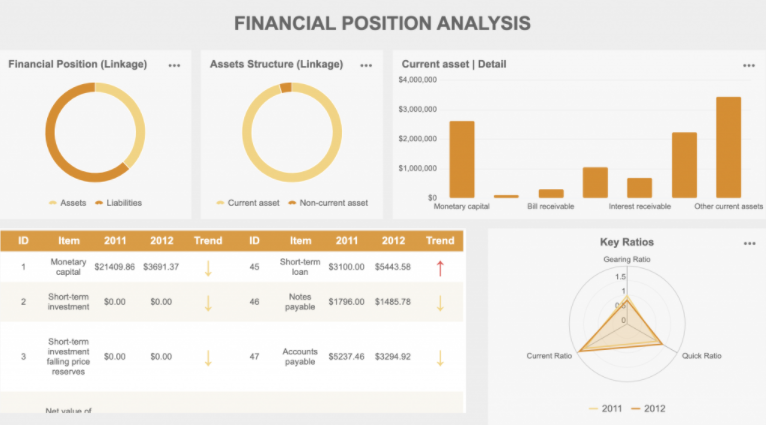 FINANCIAL POSITION ANALYSIS
Financial Position (Linkage)
Assets
Liabilities
Assets Structure (Linkage)
Current asset
Non-current asset
Current asset | Detail
$4,000,000
$3,000,000
$2,000,000
$1,000,000
$0
Monetary capital
Bill receivable
Interest receivable
Other current assets
ID Item 2011 2012 Trend ID Item 2011 2012 Trend
1 Monetary capital $21409.86 $3691.37 45 Short-term loan $3100.00 $5443.58
2 Short-term investment $0.00 $0.00 46 Notes payable $1796.00 $1485.78
3 Short-term investment falling price reserves $0.00 $0.00 47 Accounts payable $5237.46 $3294.92
Net value of
Key Ratios
Gearing Ratio
1.5
1
0.5
0
Current Ratio
Quick Ratio
2011
2012